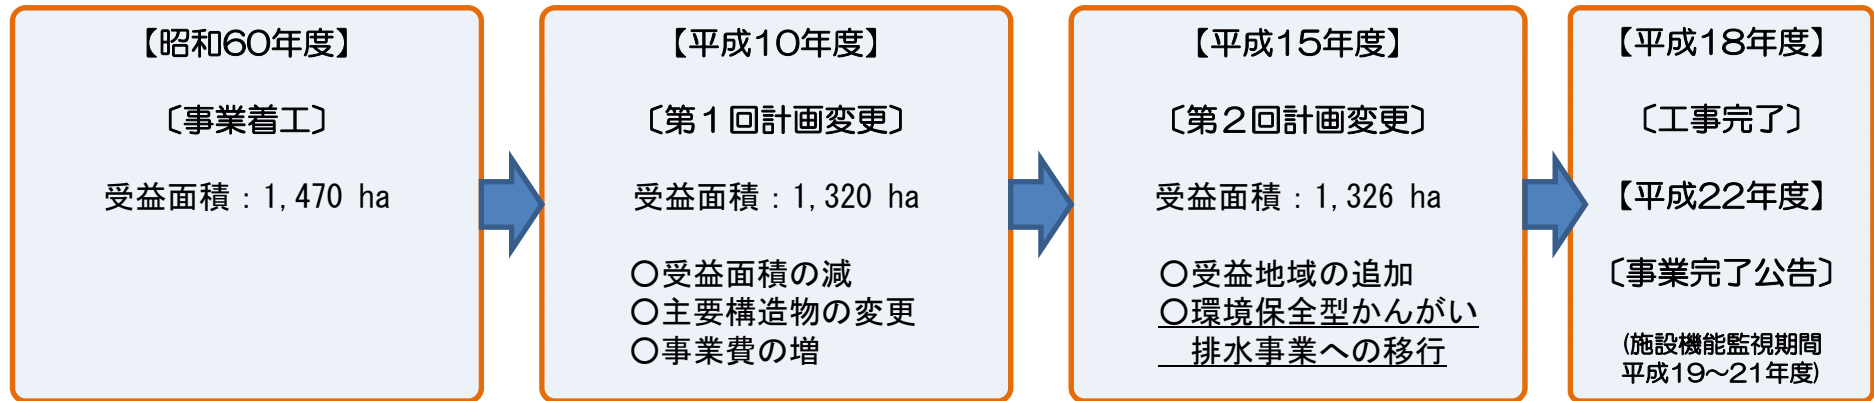 【昭和60年度】
〔事業着工〕
受益面積：1,470 ha
【平成10年度】
〔第１回計画変更〕
受益面積：1,320 ha
○受益面積の減
○主要構造物の変更
○事業費の増
【平成15年度】
〔第２回計画変更〕
受益面積：1,326 ha
○受益地域の追加
○環境保全型かんがい
排水事業への移行
【平成18年度】
〔工事完了〕
【平成22年度】
〔事業完了公告〕
(施設機能監視期間
平成19～21年度)